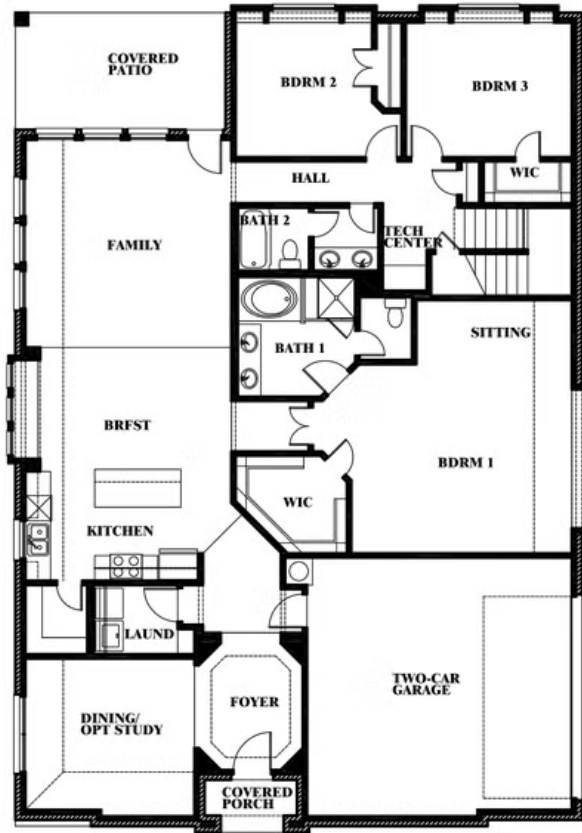 COVERED
PATIO
BDRM 2
BDRM 3
HALL
WIC
BATH 2
TECH
CENTER
FAMILY
SITTING
BATH 1
BRFST
BDRM 1
WIC
KITCHEN
LAUND
TWO-CAR
GARAGE
DINING/
OPT STUDY
FOYER
COVERED
PORCH